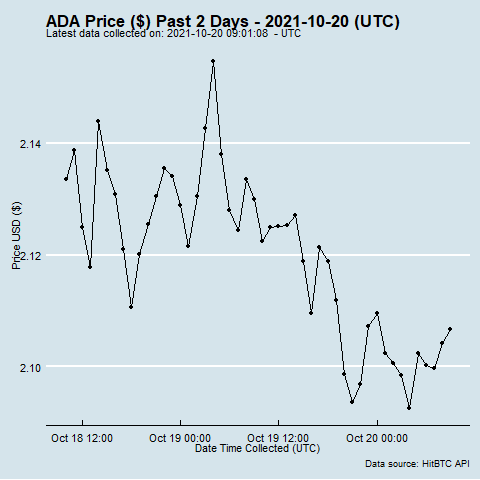 ADA Price ($) Past 2 Days - 2021-10-20 (UTC)
Latest data collected on: 2021-10-20 09:01:08 - UTC
Price USD ($)
2.14
2.12
2.10
Oct 18 12:00
Oct 19 00:00
Oct 19 12:00
Oct 20 00:00
Date Time Collected (UTC)
Data source: HitBTC API